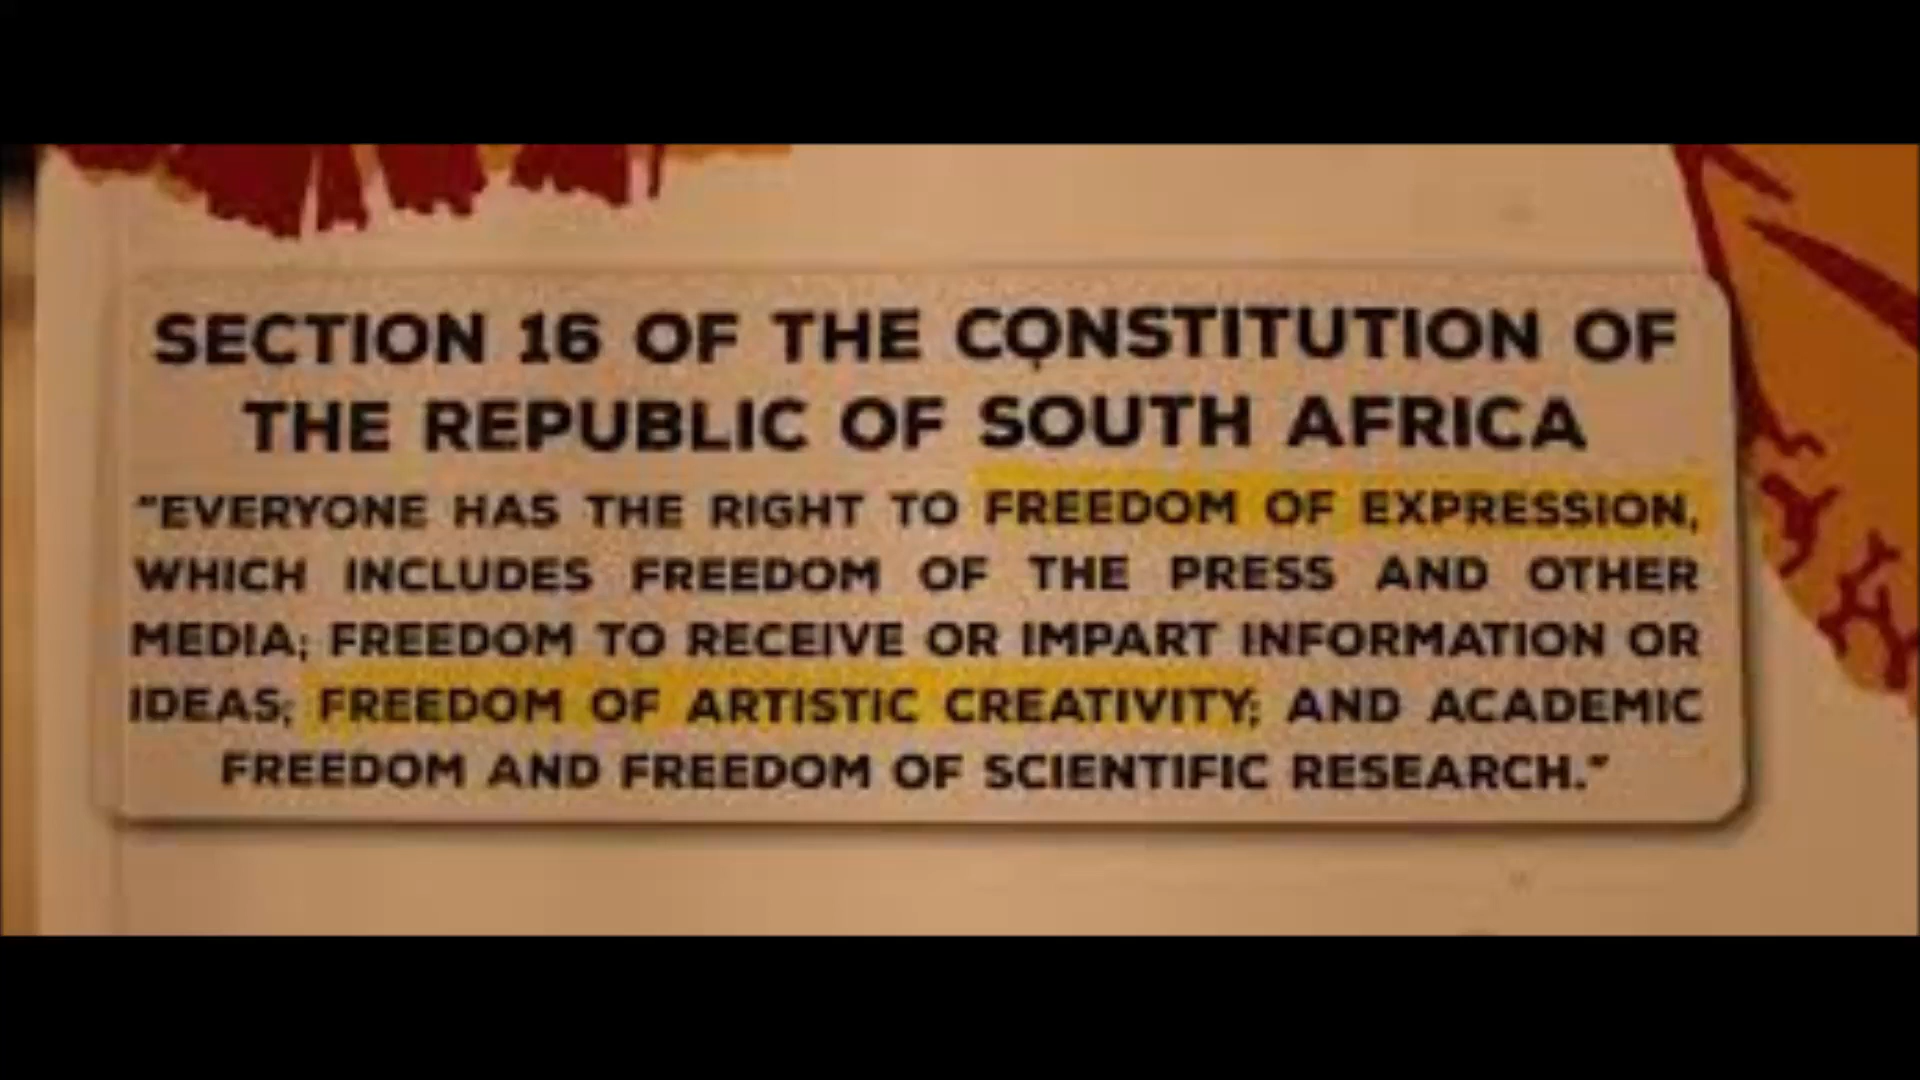 SECTION 16 OF THE CONSTITUTION OF
THE REPUBLIC OF SOUTH AFRICA
"EVERYONE HAS THE RIGHT TO FREEDOM OF EXPRESSION,
WHICH INCLUDES FREEDOM OF THE PRESS AND OTHER
MEDIA; FREEDOM TO RECEIVE OR IMPART INFORMATION OR
IDEAS; FREEDOM OF ARTISTIC CREATIVITY; AND ACADEMIC
FREEDOM AND FREEDOM OF SCIENTIFIC RESEARCH."